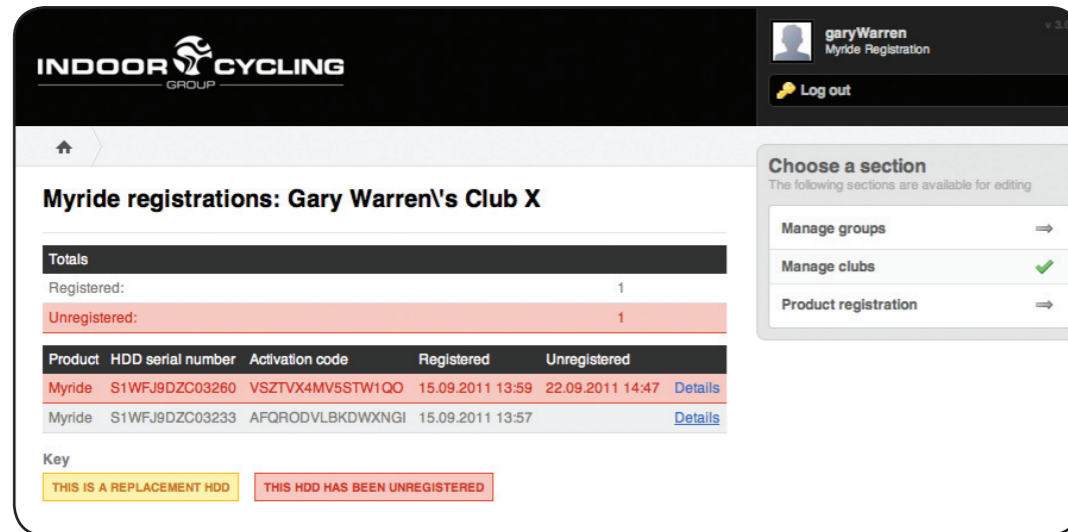 INDOOR CYCLING
GROUP
garyWarren
Myride Registration
Log out
Myride registrations: Gary Warren\'s Club X
Totals
Registered: 1
Unregistered: 1
Product HDD serial number Activation code Registered Unregistered
Myride S1WFJ9DZC03260 VSZTVX4MV5STW1QO 15.09.2011 13:59 22.09.2011 14:47 Details
Myride S1WFJ9DZC03233 AFQRODVLBKDWXNGI 15.09.2011 13:57 Details
Key
THIS IS A REPLACEMENT HDD THIS HDD HAS BEEN UNREGISTERED
Choose a section
The following sections are available for editing
Manage groups
Manage clubs
Product registration